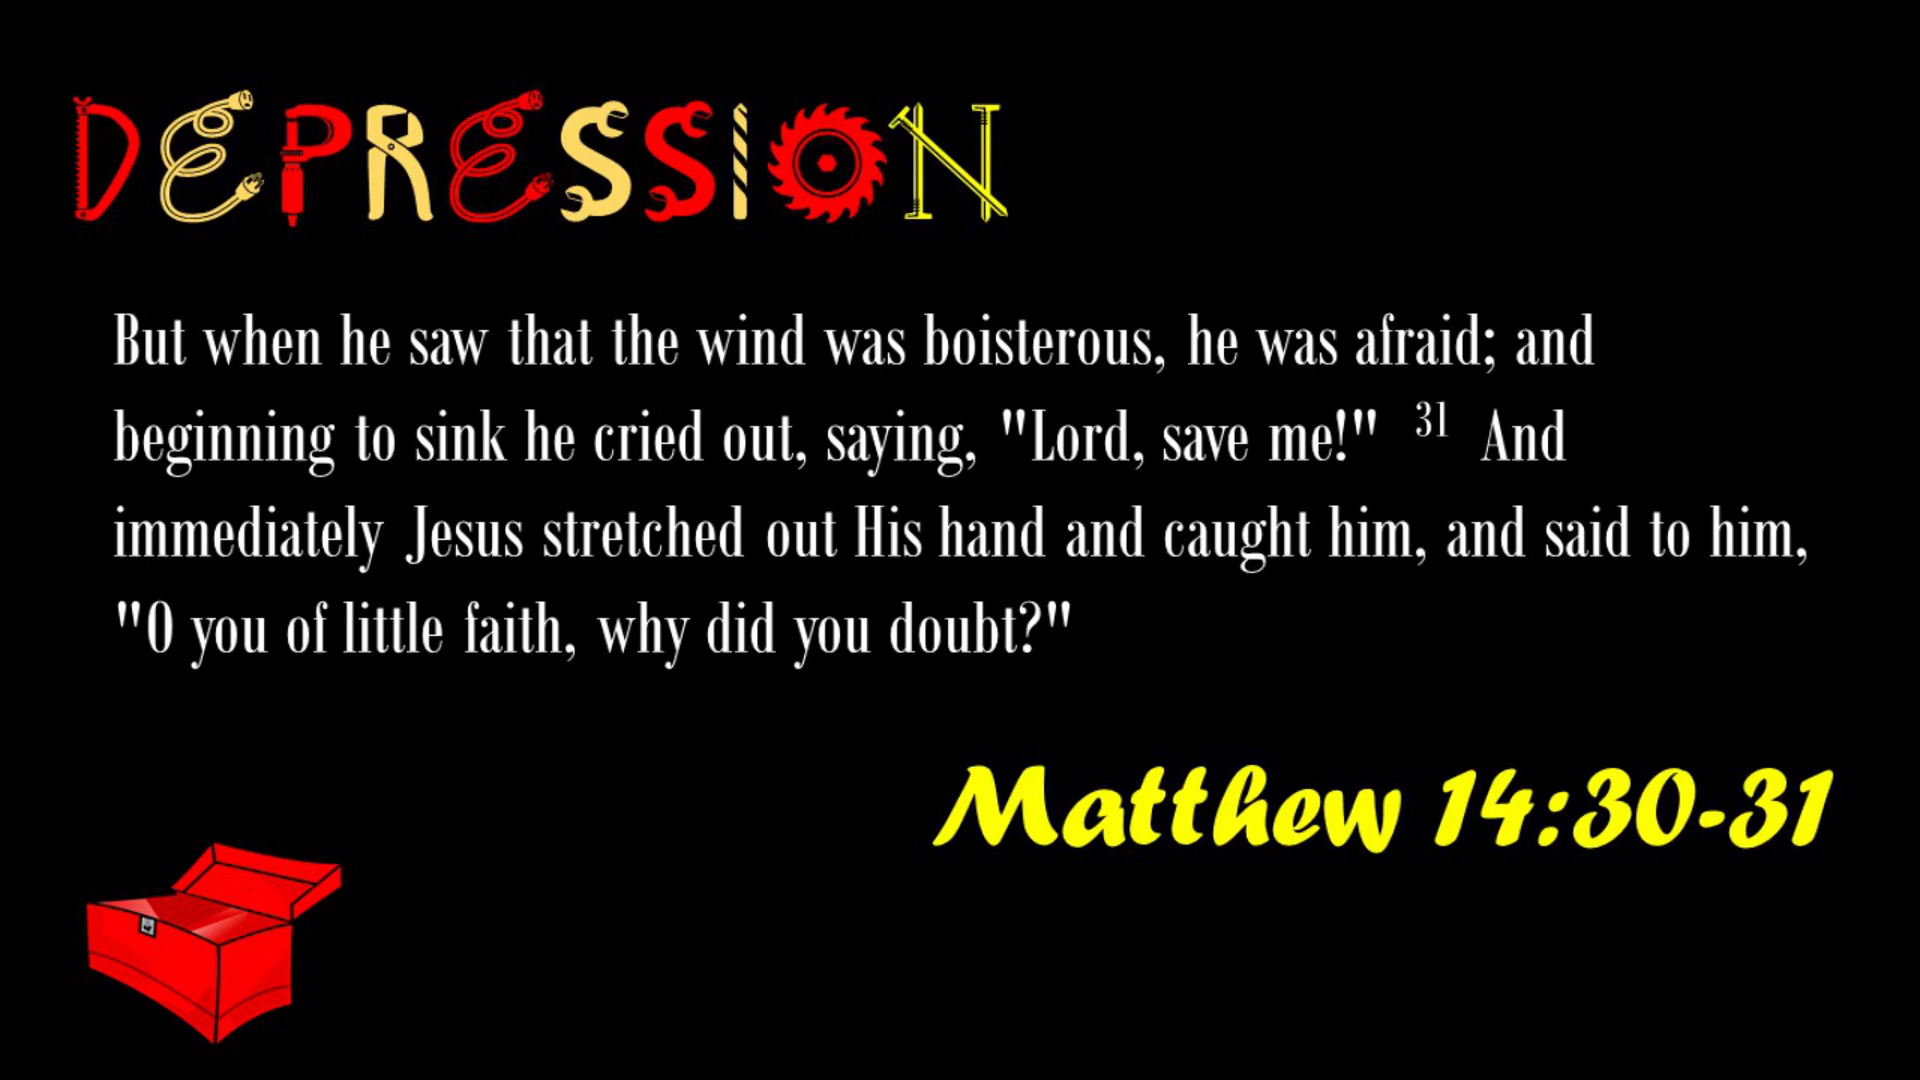 DEPRESSION
But when he saw that the wind was boisterous, he was afraid; and
beginning to sink he cried out, saying, "Lord, save me!" 31 And
immediately Jesus stretched out His hand and caught him, and said to him,
"O you of little faith, why did you doubt?"
Matthew 14:30-31